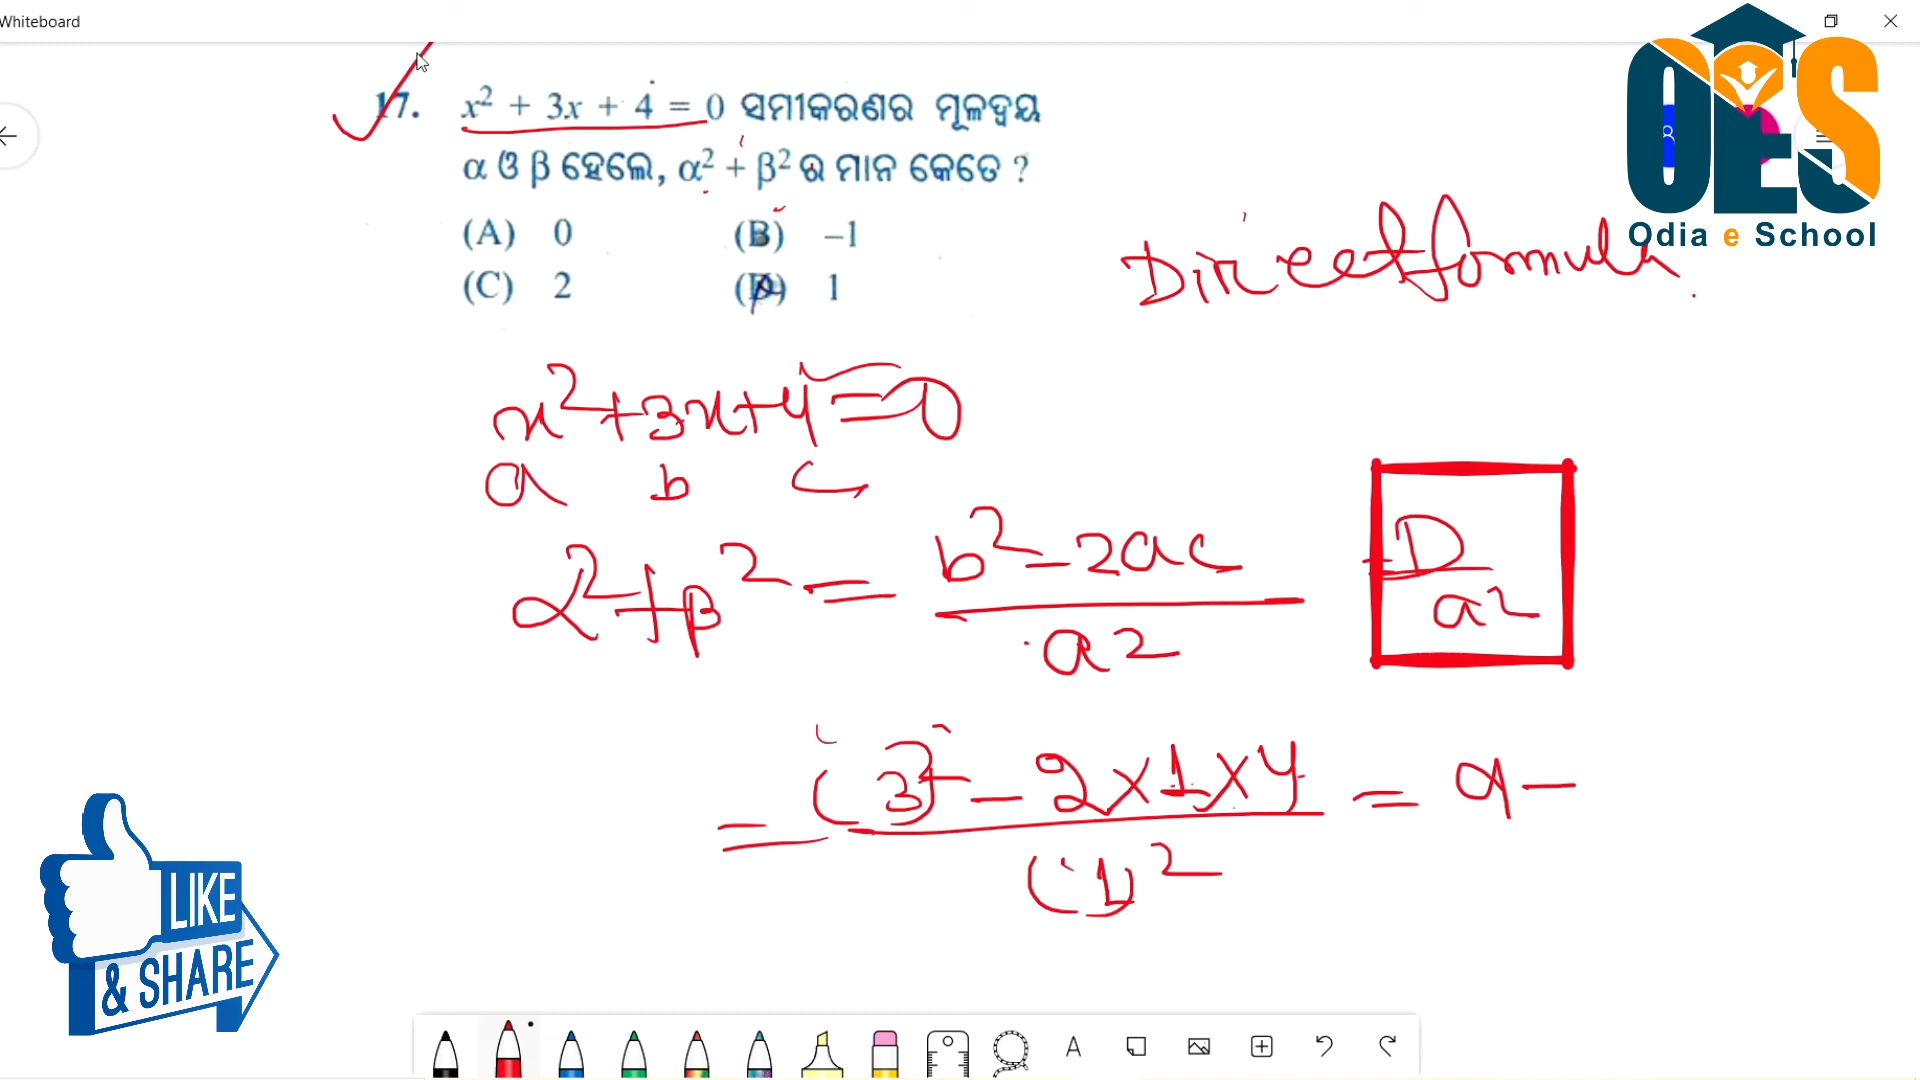 Whiteboard
17. x² + 3x + 4 = 0 ସମୀକରଣର ମୂଳଦ୍ୱୟ
α ଓ β ହେଲେ, α² + β² ର ମାନ କେତେ ?
(A) 0 (B) –1
(C) 2 (D) 1
OES
Odia e School
Direct formula
x²+3x+4=0
a b c
α²+β² = b²-2ac / a²
D / a²
= (3)² - 2×1×4 / (1)² = 9 -
LIKE
& SHARE